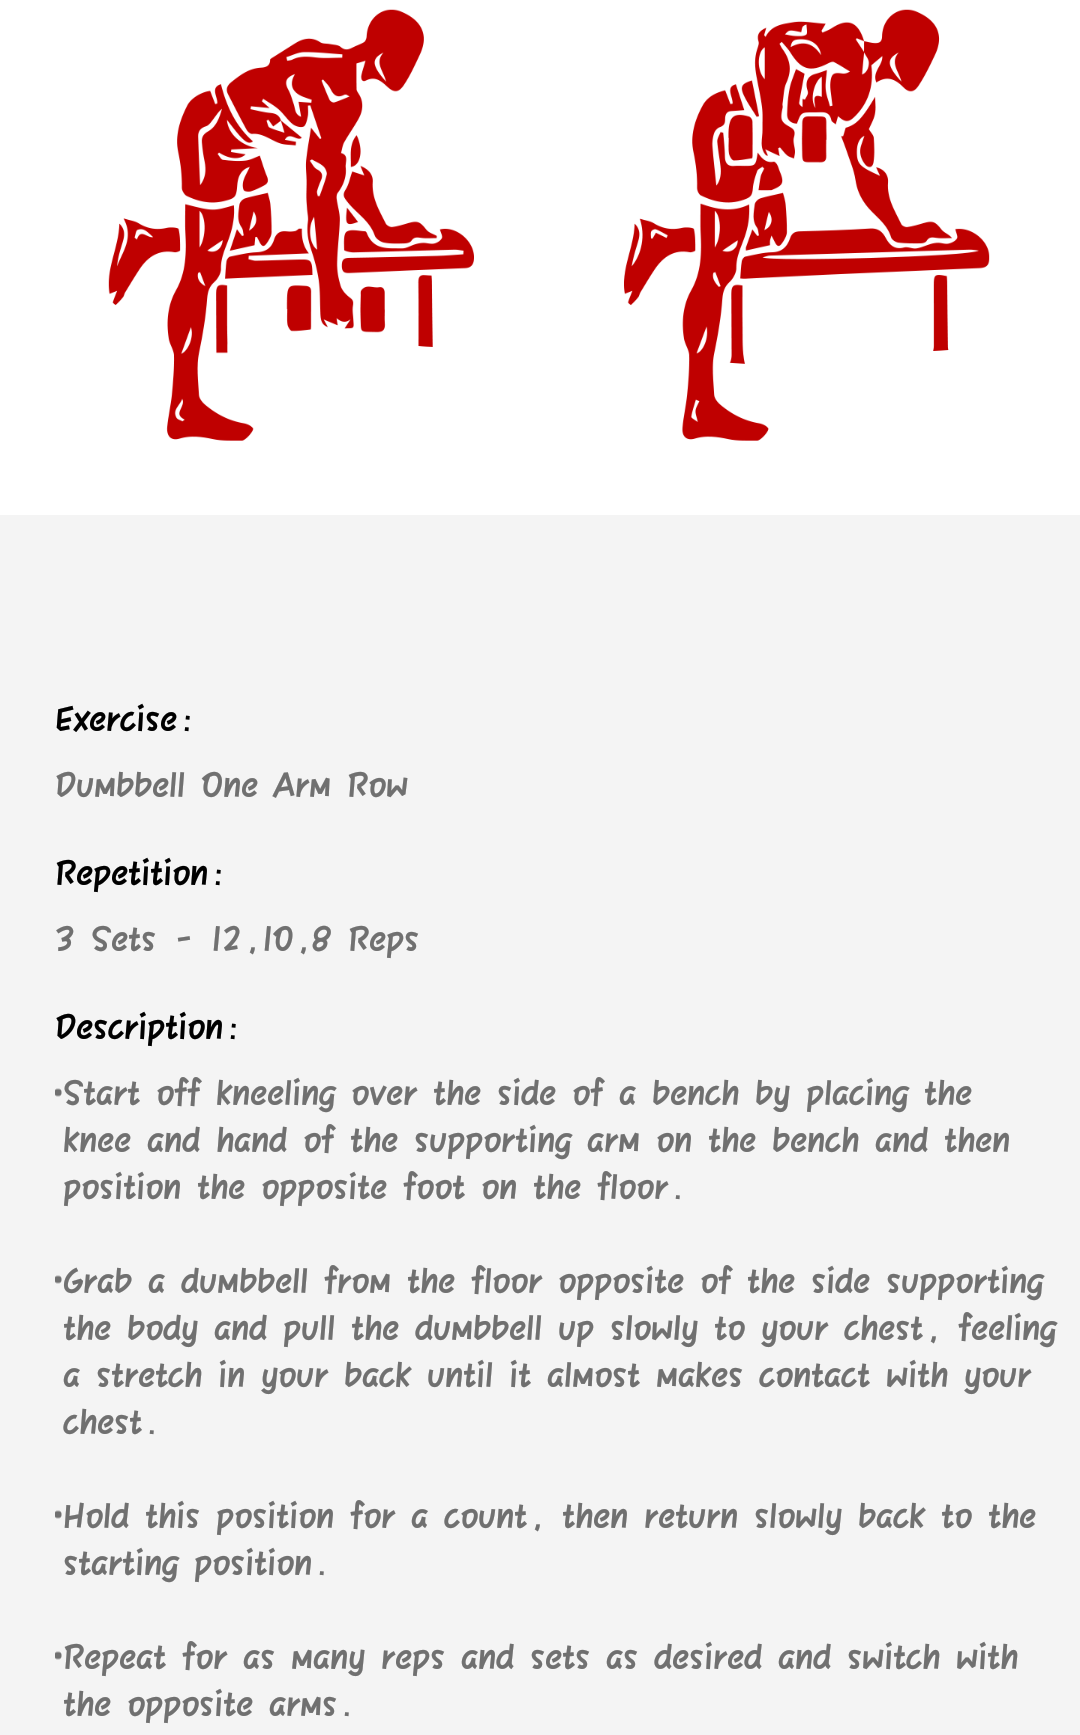 Exercise:
Dumbbell One Arm Row
Repetition:
3 Sets - 12,10,8 Reps
Description:
•Start off kneeling over the side of a bench by placing the
knee and hand of the supporting arm on the bench and then
position the opposite foot on the floor.
•Grab a dumbbell from the floor opposite of the side supporting
the body and pull the dumbbell up slowly to your chest, feeling
a stretch in your back until it almost makes contact with your
chest.
•Hold this position for a count, then return slowly back to the
starting position.
•Repeat for as many reps and sets as desired and switch with
the opposite arms.